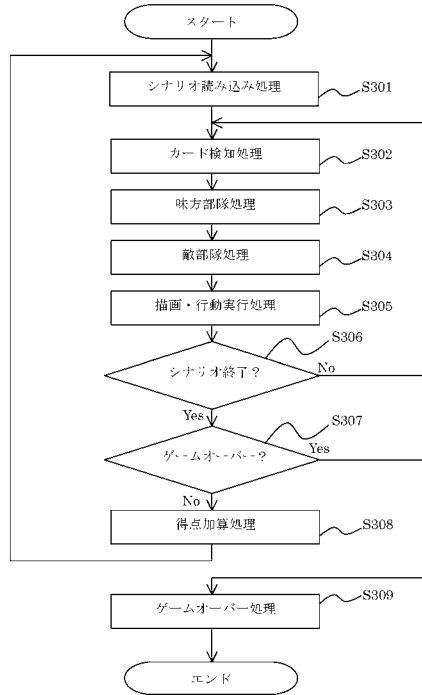 スタート
シナリオ読み込み処理
S301
カード検知処理
S302
味方部隊処理
S303
敵部隊処理
S304
描画・行動実行処理
S305
S306
シナリオ終了？
No
Yes
S307
ゲームオーバー？
Yes
No
得点加算処理
S308
ゲームオーバー処理
S309
エンド